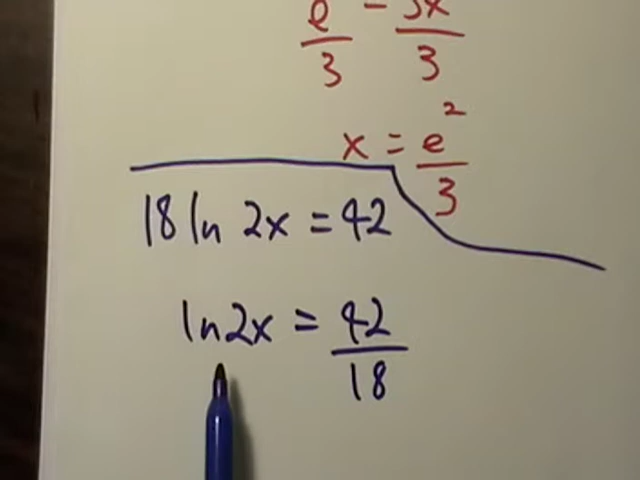 e/3 = 3x/3
x = e²/3
18 ln 2x = 42
ln 2x = 42/18